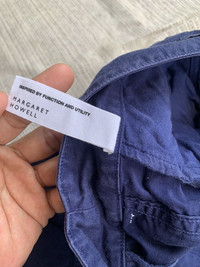 INSPIRED BY FUNCTION AND UTILITY
MARGARET
HOWELL